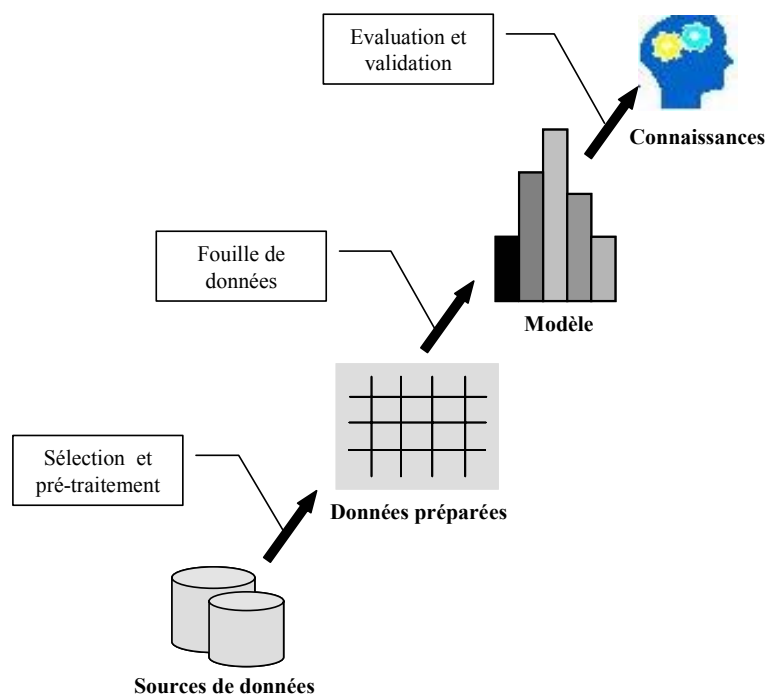 Evaluation et
validation
Connaissances
Fouille de
données
Modèle
Sélection et
pré-traitement
Données préparées
Sources de données